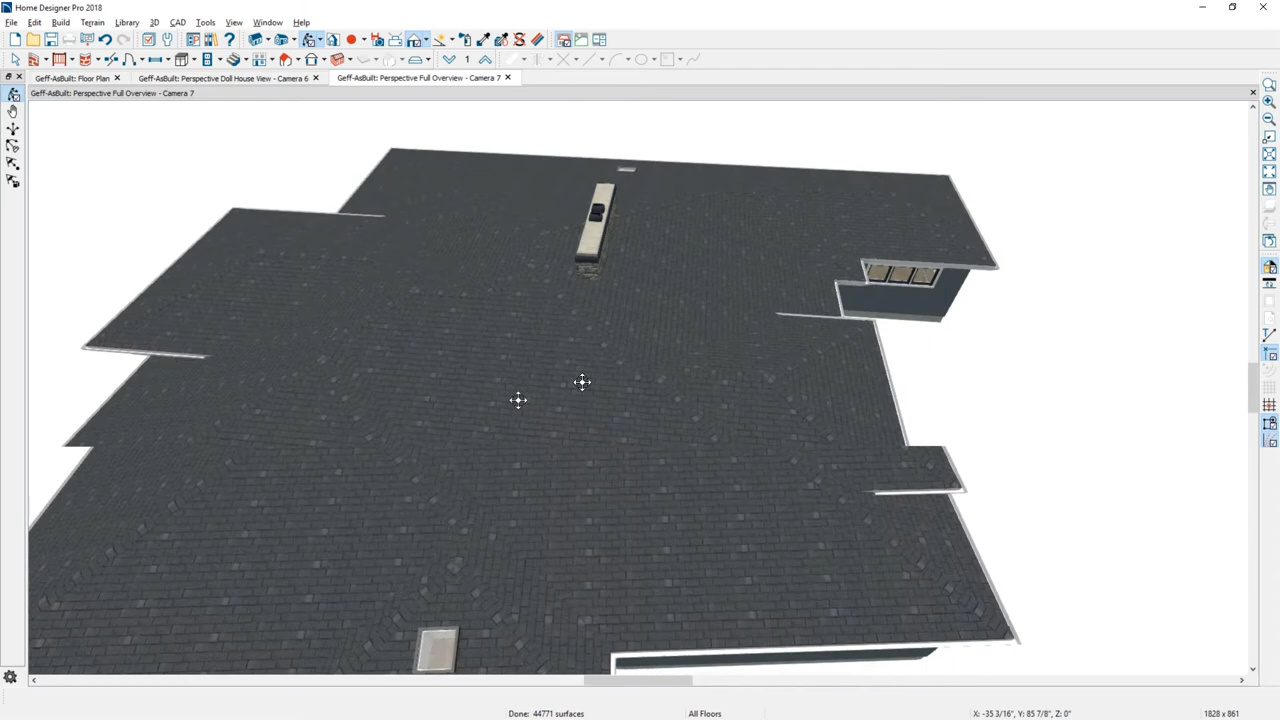 Home Designer Pro 2018
File Edit Build Terrain Library 3D CAD Tools View Window Help
1
Geff-AsBuilt: Floor Plan Geff-AsBuilt: Perspective Doll House View - Camera 6 Geff-AsBuilt: Perspective Full Overview - Camera 7
Geff-AsBuilt: Perspective Full Overview - Camera 7
Done: 44771 surfaces All Floors X: -35 3/16", Y: 85 7/8", Z: 0" 1828 x 861